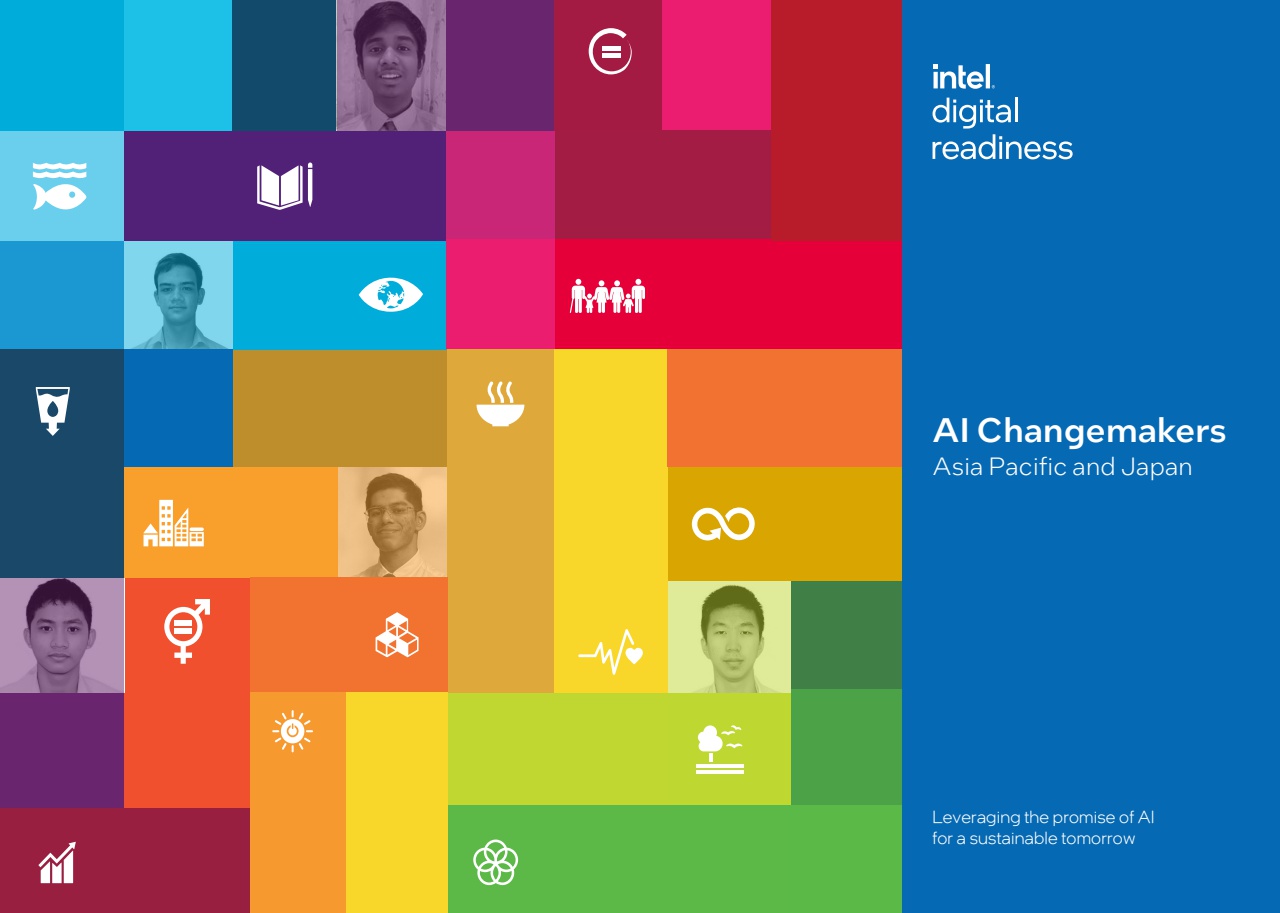 intel.
digital
readiness
AI Changemakers
Asia Pacific and Japan
Leveraging the promise of AI
for a sustainable tomorrow